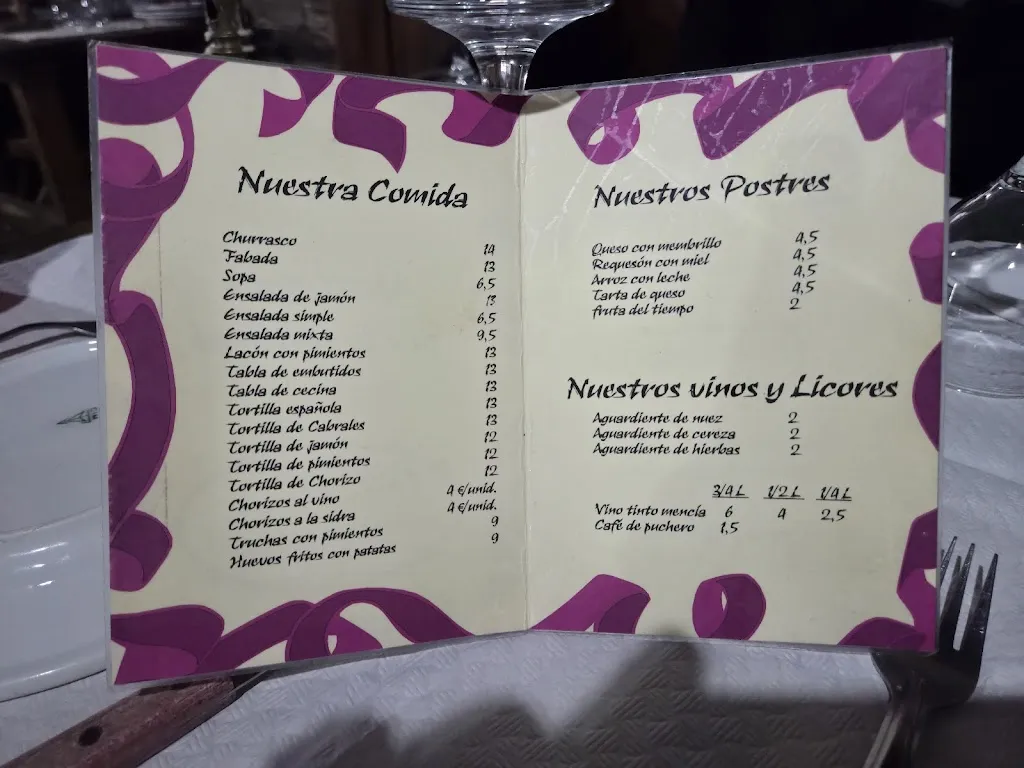 Nuestra Comida
Churrasco 14
Fabada 13
Sopa 6,5
Ensalada de jamón 13
Ensalada simple 6,5
Ensalada mixta 9,5
Lacón con pimientos 13
Tabla de embutidos 13
Tabla de cecina 13
Tortilla española 13
Tortilla de Cabrales 13
Tortilla de jamón 12
Tortilla de pimientos 12
Tortilla de Chorizo 12
Chorizos al vino 4 €/unid.
Chorizos a la sidra 4 €/unid.
Truchas con pimientos 9
Huevos fritos con patatas 9
Nuestros Postres
Queso con membrillo 4,5
Requesón con miel 4,5
Arroz con leche 4,5
Tarta de queso 4,5
fruta del tiempo 2
Nuestros vinos y Licores
Aguardiente de nuez 2
Aguardiente de cereza 2
Aguardiente de hierbas 2
3/4 L 1/2 L 1/4 L
Vino tinto mencía 6 4 2,5
Café de puchero 1,5